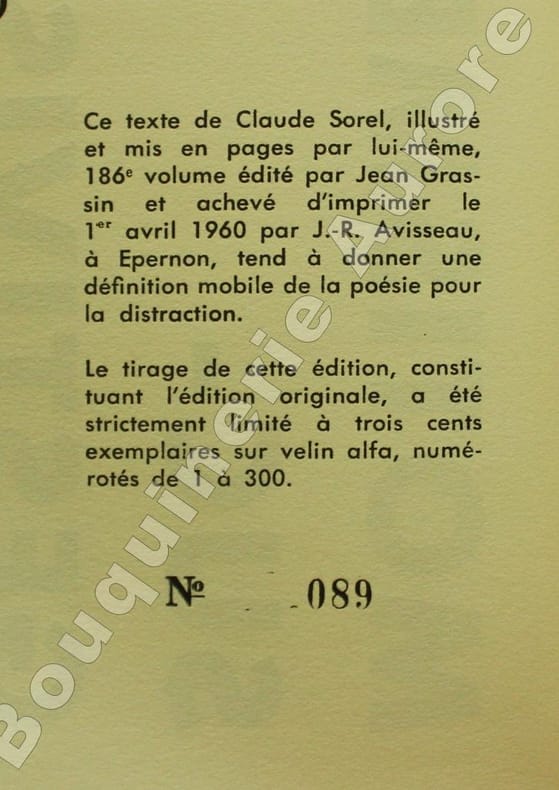 Ce texte de Claude Sorel, illustré
et mis en pages par lui-même,
186e volume édité par Jean Gras-
sin et achevé d'imprimer le
1er avril 1960 par J.-R. Avisseau,
à Epernon, tend à donner une
définition mobile de la poésie pour
la distraction.
Le tirage de cette édition, consti-
tuant l'édition originale, a été
strictement limité à trois cents
exemplaires sur velin alfa, numé-
rotés de 1 à 300.
Nº 089
Bouquinerie Aurore